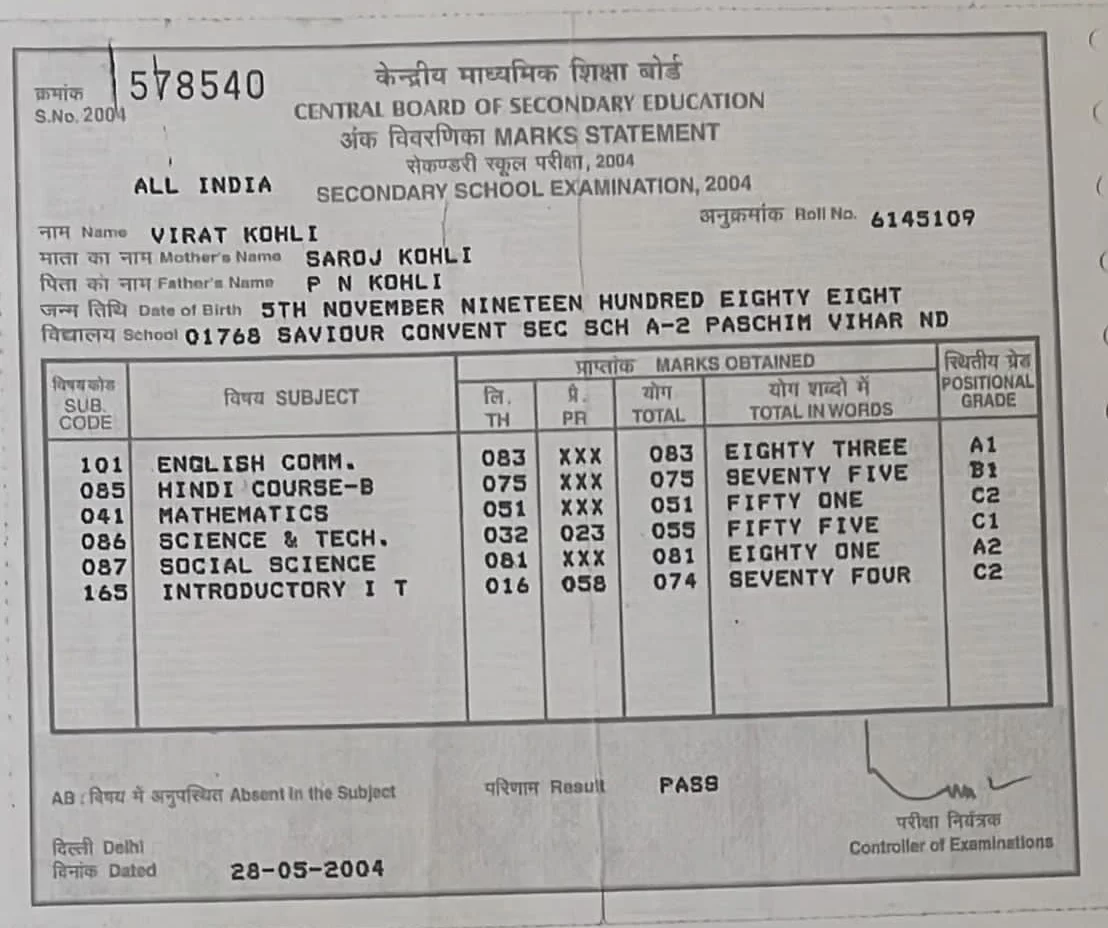 क्रमांक 578540 केन्द्रीय माध्यमिक शिक्षा बोर्ड
S.No. 2004 CENTRAL BOARD OF SECONDARY EDUCATION
अंक विवरणिका MARKS STATEMENT
सेकण्डरी स्कूल परीक्षा, 2004
ALL INDIA SECONDARY SCHOOL EXAMINATION, 2004
अनुक्रमांक Roll No. 6145109
नाम Name VIRAT KOHLI
माता का नाम Mother's Name SAROJ KOHLI
पिता का नाम Father's Name P N KOHLI
जन्म तिथि Date of Birth 5TH NOVEMBER NINETEEN HUNDRED EIGHTY EIGHT
विद्यालय School 01768 SAVIOUR CONVENT SEC SCH A-2 PASCHIM VIHAR ND
प्राप्तांक MARKS OBTAINED
विषय कोड SUB. CODE विषय SUBJECT लि. TH प्रै. PR योग TOTAL योग शब्दो में TOTAL IN WORDS स्थितीय ग्रेड POSITIONAL GRADE
101 ENGLISH COMM. 083 XXX 083 EIGHTY THREE A1
085 HINDI COURSE-B 075 XXX 075 SEVENTY FIVE B1
041 MATHEMATICS 051 XXX 051 FIFTY ONE C2
086 SCIENCE & TECH. 032 023 055 FIFTY FIVE C1
087 SOCIAL SCIENCE 081 XXX 081 EIGHTY ONE A2
165 INTRODUCTORY I T 016 058 074 SEVENTY FOUR C2
AB : विषय में अनुपस्थित Absent in the Subject परिणाम Result PASS
परीक्षा नियंत्रक
दिल्ली Delhi Controller of Examinations
दिनांक Dated 28-05-2004